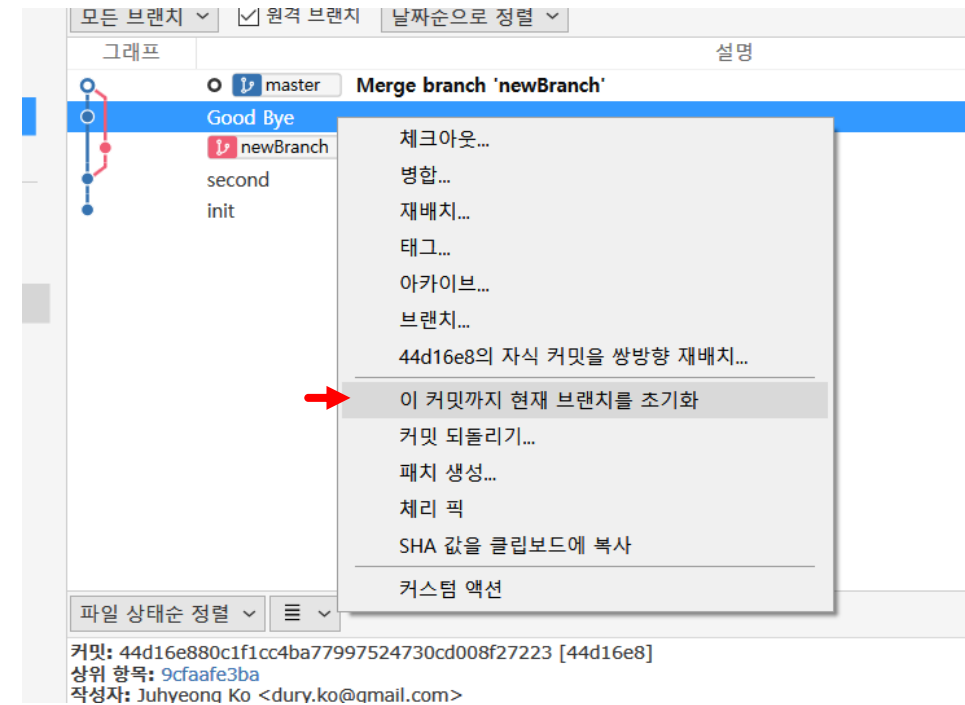 모든 브랜치 원격 브랜치 날짜순으로 정렬
그래프 설명
master Merge branch 'newBranch'
Good Bye
newBranch
second
init
체크아웃...
병합...
재배치...
태그...
아카이브...
브랜치...
44d16e8의 자식 커밋을 쌍방향 재배치...
이 커밋까지 현재 브랜치를 초기화
커밋 되돌리기...
패치 생성...
체리 픽
SHA 값을 클립보드에 복사
커스텀 액션
파일 상태순 정렬
커밋: 44d16e880c1f1cc4ba77997524730cd008f27223 [44d16e8]
상위 항목: 9cfaafe3ba
작성자: Juhyeong Ko <dury.ko@gmail.com>